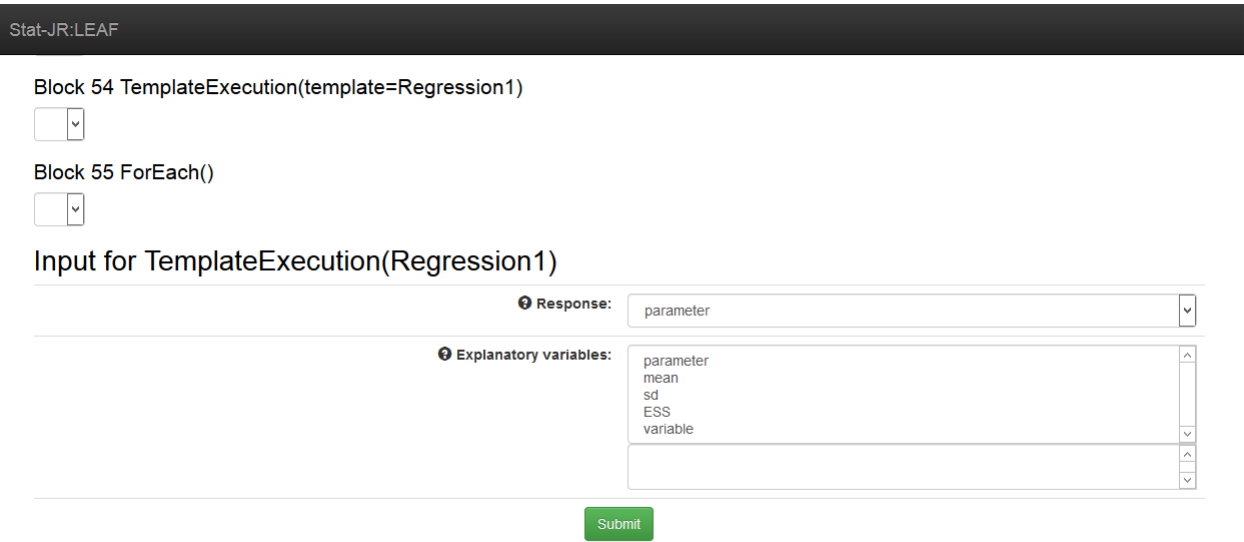 Stat-JR:LEAF
Block 54 TemplateExecution(template=Regression1)
Block 55 ForEach()
Input for TemplateExecution(Regression1)
Response:
parameter
Explanatory variables:
parameter
mean
sd
ESS
variable
Submit